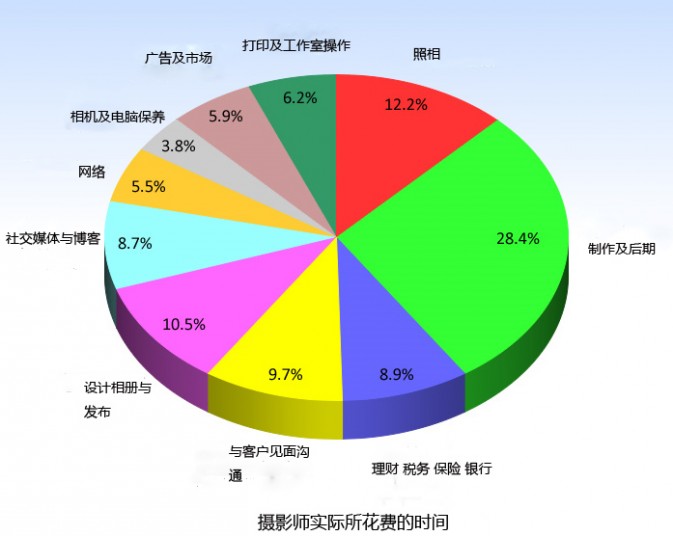 打印及工作室操作
照相
广告及市场
6.2%
12.2%
5.9%
相机及电脑保养
3.8%
网络
5.5%
社交媒体与博客
8.7%
28.4%
制作及后期
10.5%
9.7%
8.9%
设计相册与
发布
与客户见面沟
通
理财 税务 保险 银行
摄影师实际所花费的时间